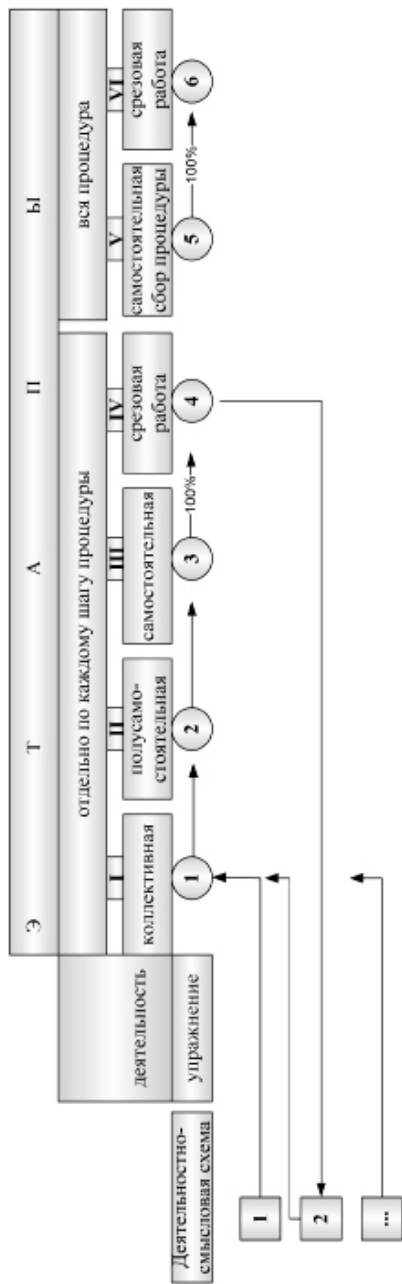 Э Т А П Ы
отдельно по каждому шагу процедуры
вся процедура
деятельность
I
II
III
IV
V
VI
коллективная
полусамо-
стоятельная
самостоятельная
срезовая
работа
самостоятельная
сбор процедуры
срезовая
работа
Деятельностно-
смысловая схема
упражнение
1
2
3
100%
4
5
100%
6
1
2
...